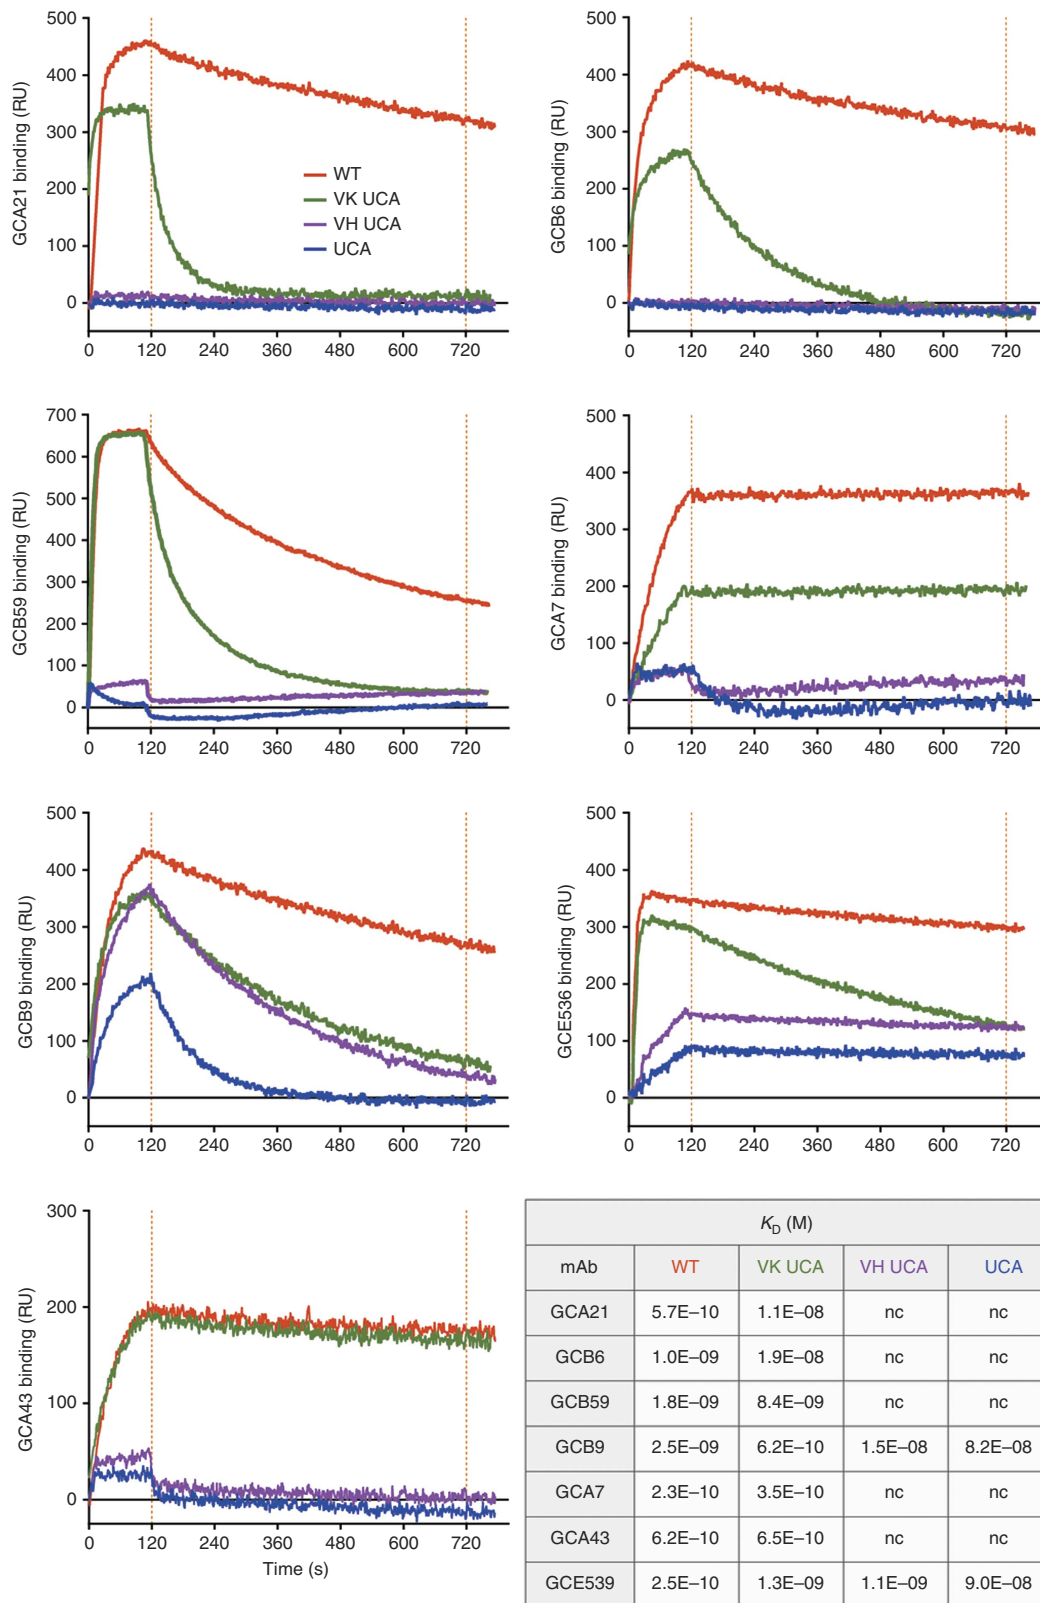 500
400
300
200
100
0
GCA21 binding (RU)
WT
VK UCA
VH UCA
UCA
0 120 240 360 480 600 720
500
400
300
200
100
0
GCB6 binding (RU)
0 120 240 360 480 600 720
700
600
500
400
300
200
100
0
GCB59 binding (RU)
0 120 240 360 480 600 720
500
400
300
200
100
0
GCA7 binding (RU)
0 120 240 360 480 600 720
500
400
300
200
100
0
GCB9 binding (RU)
0 120 240 360 480 600 720
500
400
300
200
100
0
GCE536 binding (RU)
0 120 240 360 480 600 720
300
200
100
0
GCA43 binding (RU)
0 120 240 360 480 600 720
Time (s)
KD (M)
mAb WT VK UCA VH UCA UCA
GCA21 5.7E–10 1.1E–08 nc nc
GCB6 1.0E–09 1.9E–08 nc nc
GCB59 1.8E–09 8.4E–09 nc nc
GCB9 2.5E–09 6.2E–10 1.5E–08 8.2E–08
GCA7 2.3E–10 3.5E–10 nc nc
GCA43 6.2E–10 6.5E–10 nc nc
GCE539 2.5E–10 1.3E–09 1.1E–09 9.0E–08